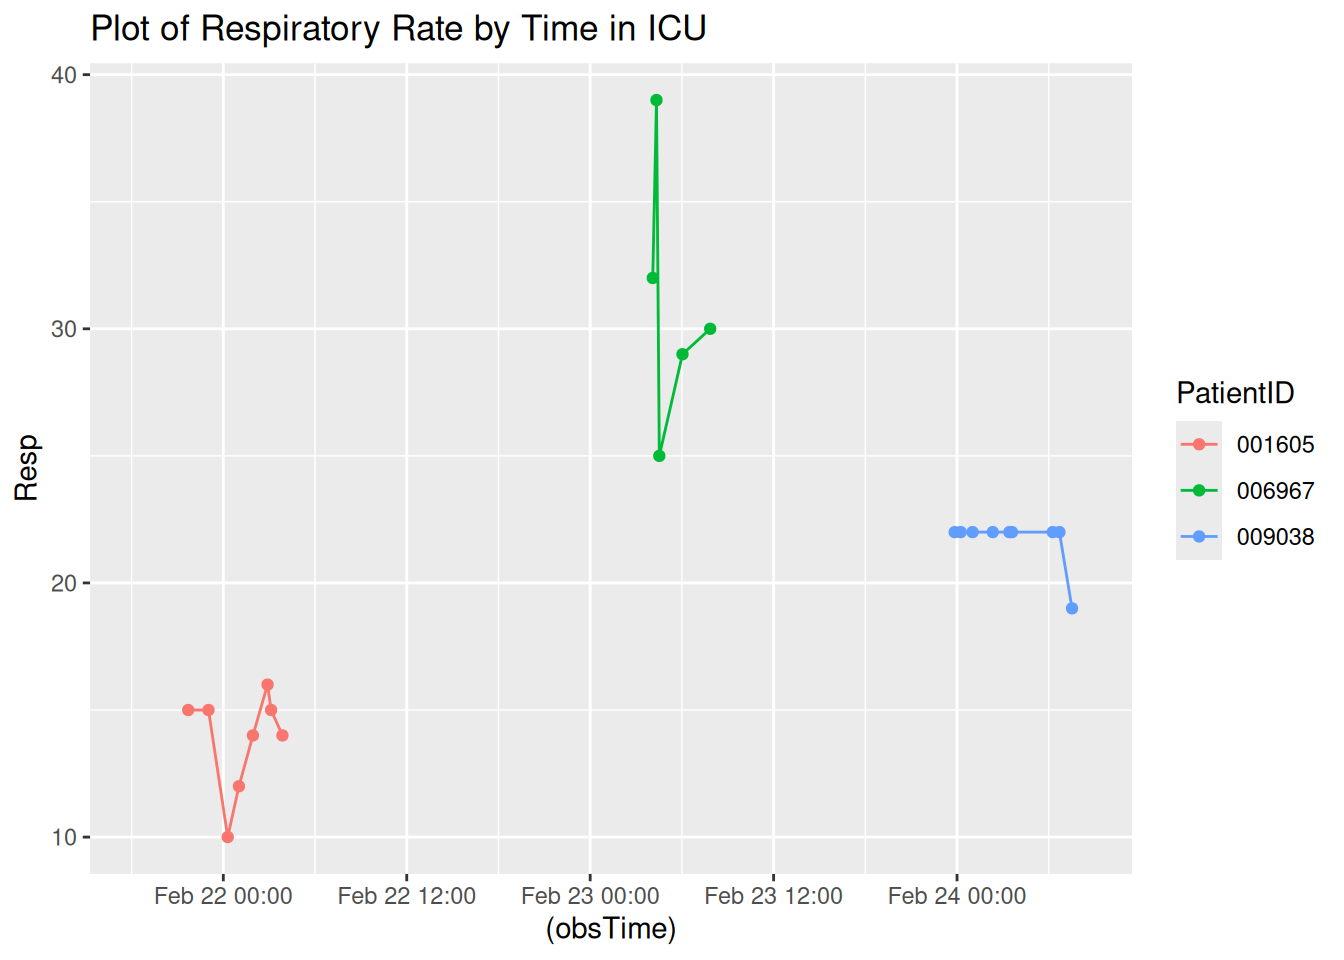 Plot of Respiratory Rate by Time in ICU
40
30
20
10
Resp
Feb 22 00:00
Feb 22 12:00
Feb 23 00:00
Feb 23 12:00
Feb 24 00:00
(obsTime)
PatientID
001605
006967
009038